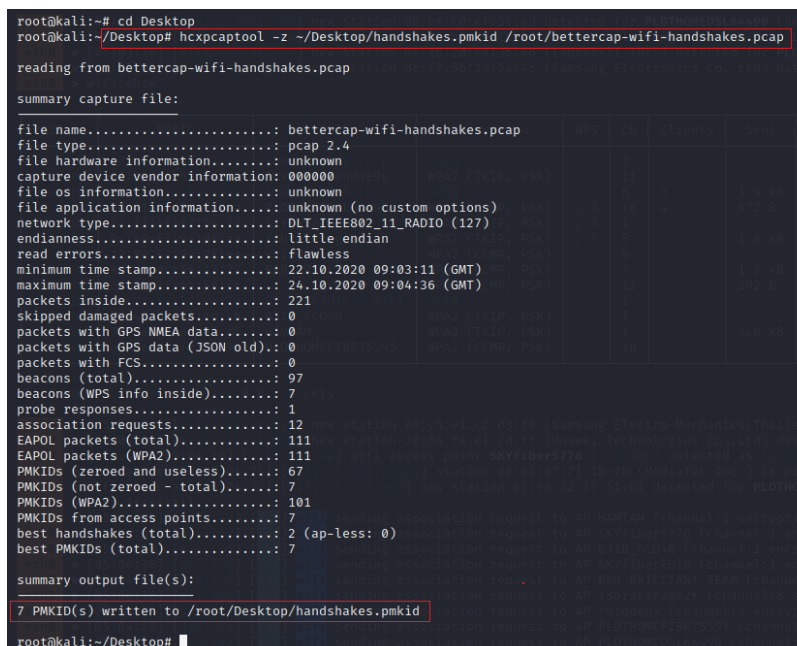 root@kali:~# cd Desktop
root@kali:~/Desktop# hcxpcaptool -z ~/Desktop/handshakes.pmkid /root/bettercap-wifi-handshakes.pcap
reading from bettercap-wifi-handshakes.pcap
summary capture file:
file name........................: bettercap-wifi-handshakes.pcap
file type........................: pcap 2.4
file hardware information........: unknown
capture device vendor information: 000000
file os information..............: unknown
file application information.....: unknown (no custom options)
network type.....................: DLT_IEEE802_11_RADIO (127)
endianness.......................: little endian
read errors......................: flawless
minimum time stamp...............: 22.10.2020 09:03:11 (GMT)
maximum time stamp...............: 24.10.2020 09:04:36 (GMT)
packets inside...................: 221
skipped damaged packets..........: 0
packets with GPS NMEA data.......: 0
packets with GPS data (JSON old).: 0
packets with FCS.................: 0
beacons (total)..................: 97
beacons (WPS info inside)........: 7
probe responses..................: 1
association requests.............: 12
EAPOL packets (total)............: 111
EAPOL packets (WPA2).............: 111
PMKIDs (zeroed and useless)......: 67
PMKIDs (not zeroed - total)......: 7
PMKIDs (WPA2)....................: 101
PMKIDs from access points........: 7
best handshakes (total)..........: 2 (ap-less: 0)
best PMKIDs (total)..............: 7
summary output file(s):
7 PMKID(s) written to /root/Desktop/handshakes.pmkid
root@kali:~/Desktop#